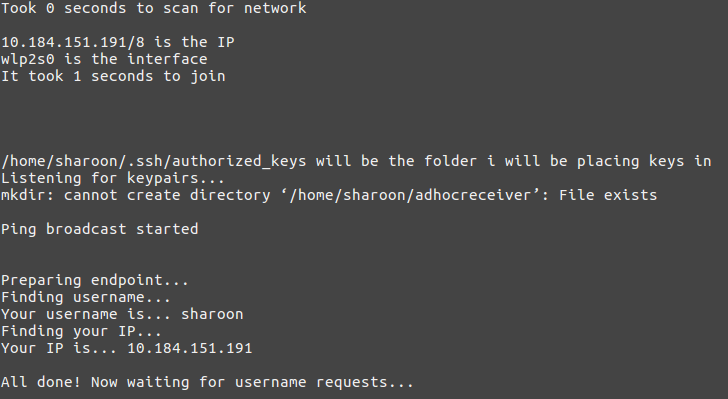 Took 0 seconds to scan for network
10.184.151.191/8 is the IP
wlp2s0 is the interface
It took 1 seconds to join
/home/sharoon/.ssh/authorized_keys will be the folder i will be placing keys in
Listening for keypairs...
mkdir: cannot create directory ‘/home/sharoon/adhocreceiver’: File exists
Ping broadcast started
Preparing endpoint...
Finding username...
Your username is... sharoon
Finding your IP...
Your IP is... 10.184.151.191
All done! Now waiting for username requests...